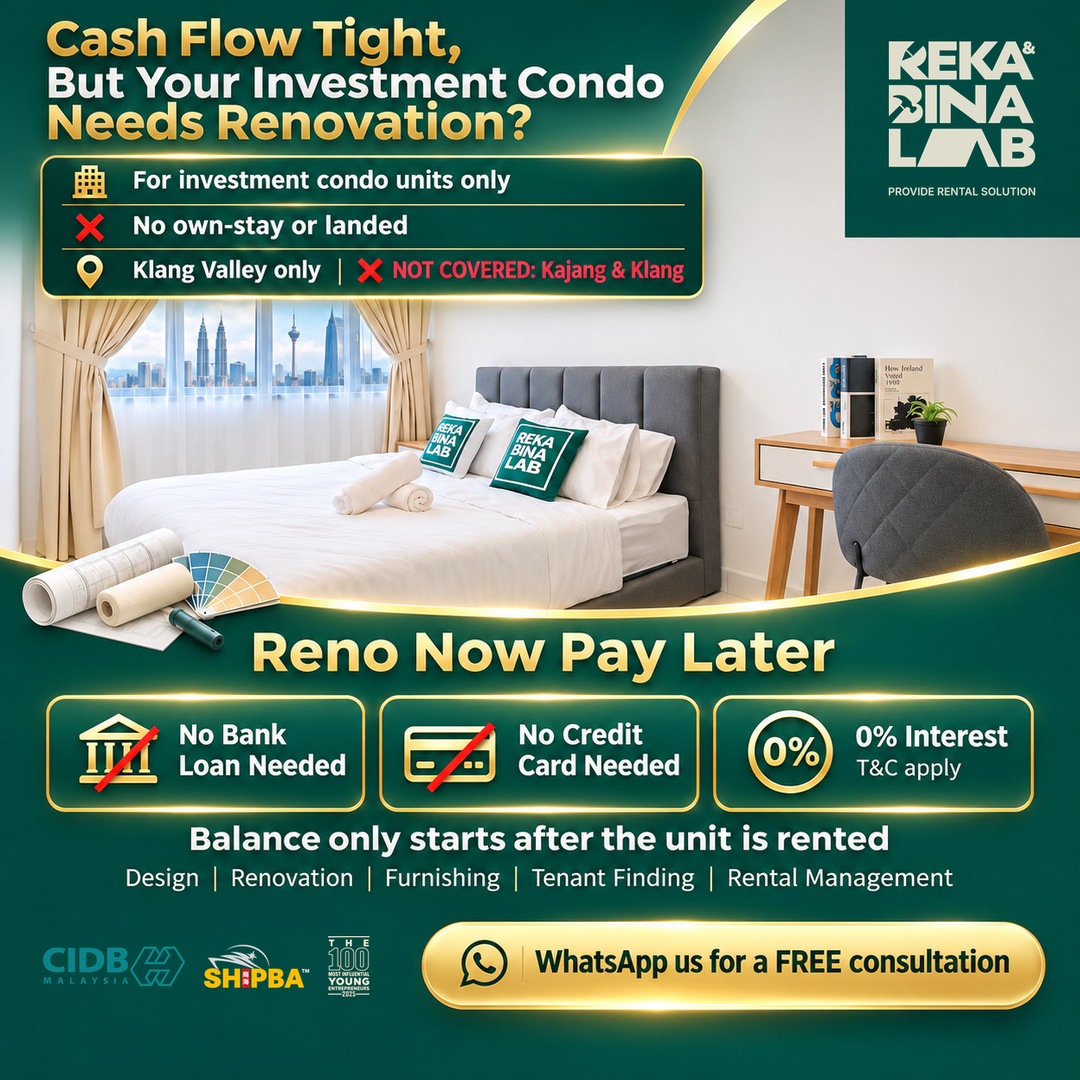 Cash Flow Tight,
But Your Investment Condo
Needs Renovation?
REKA &
BINA
LAB
PROVIDE RENTAL SOLUTION
For investment condo units only
No own-stay or landed
Klang Valley only | NOT COVERED: Kajang & Klang
How Ireland
Voted
REKA
BINA
LAB
REKA
BINA
LAB
Reno Now Pay Later
No Bank
Loan Needed
No Credit
Card Needed
0%
0% Interest
T&C apply
Balance only starts after the unit is rented
Design | Renovation | Furnishing | Tenant Finding | Rental Management
CIDB
MALAYSIA
SHIPBA™
THE
100
MOST INFLUENTIAL
YOUNG
ENTREPRENEURS
2025
WhatsApp us for a FREE consultation